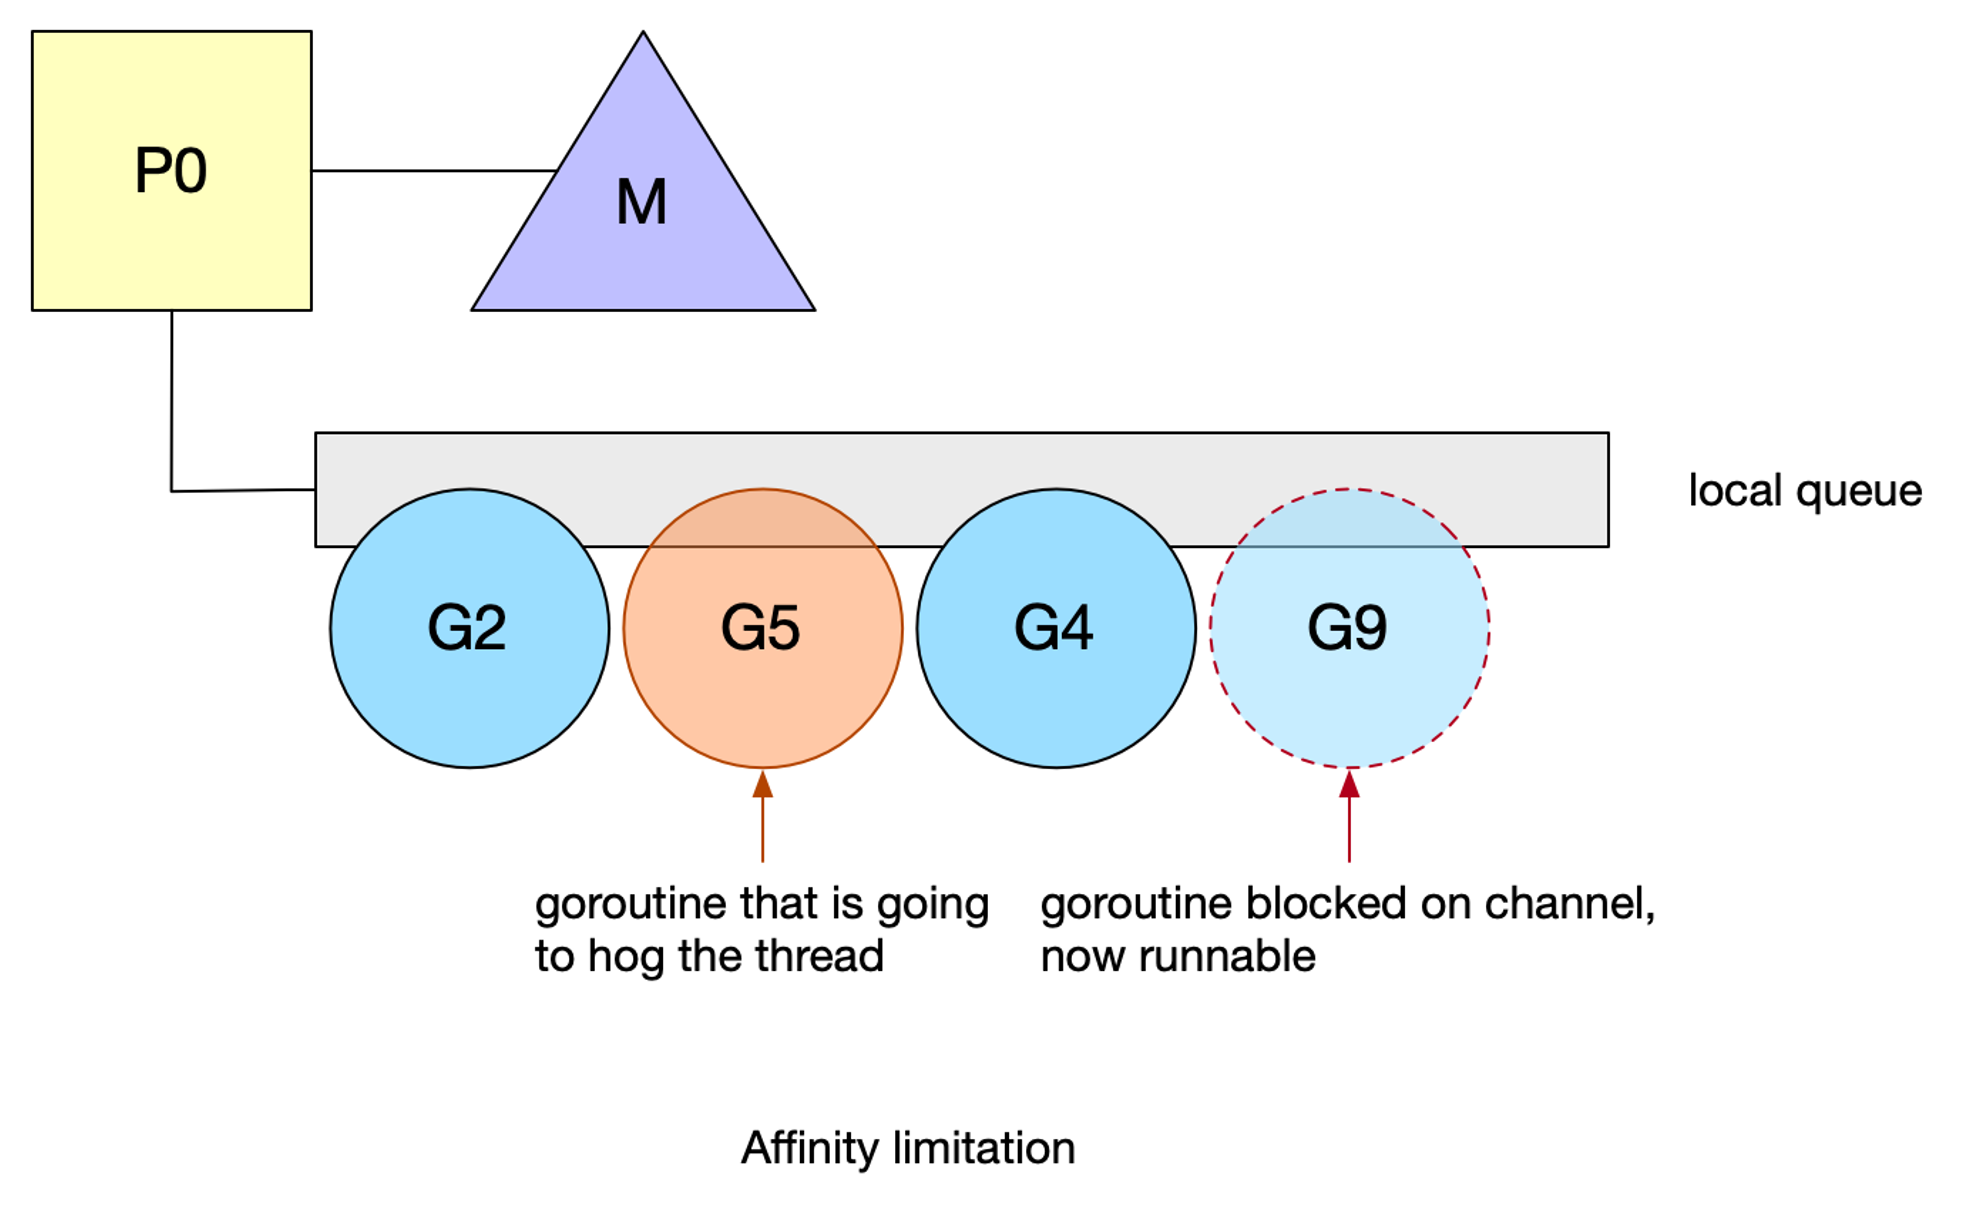 P0
M
local queue
G2
G5
G4
G9
goroutine that is going
to hog the thread
goroutine blocked on channel,
now runnable
Affinity limitation